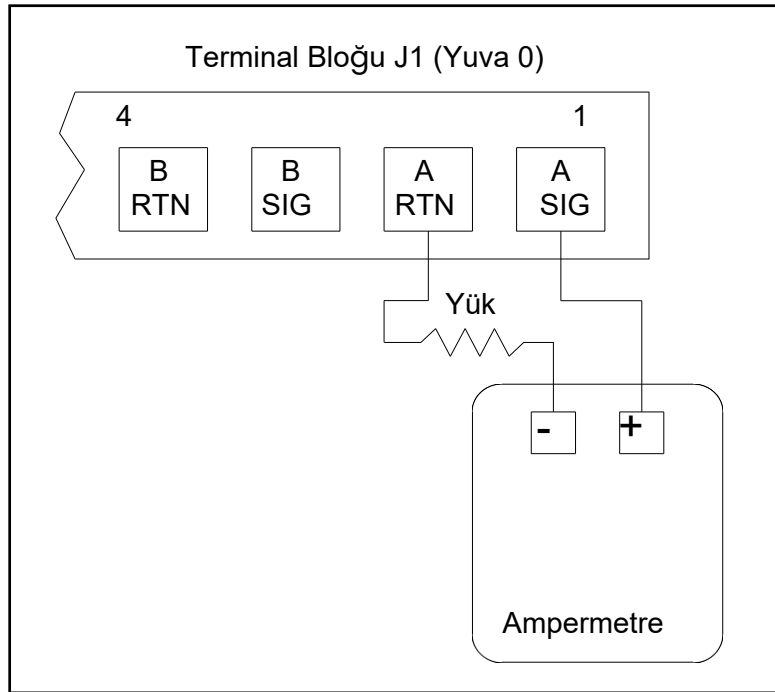 Terminal Bloğu J1 (Yuva 0)
4 1
B B A A
RTN SIG RTN SIG
Yük
- +
Ampermetre